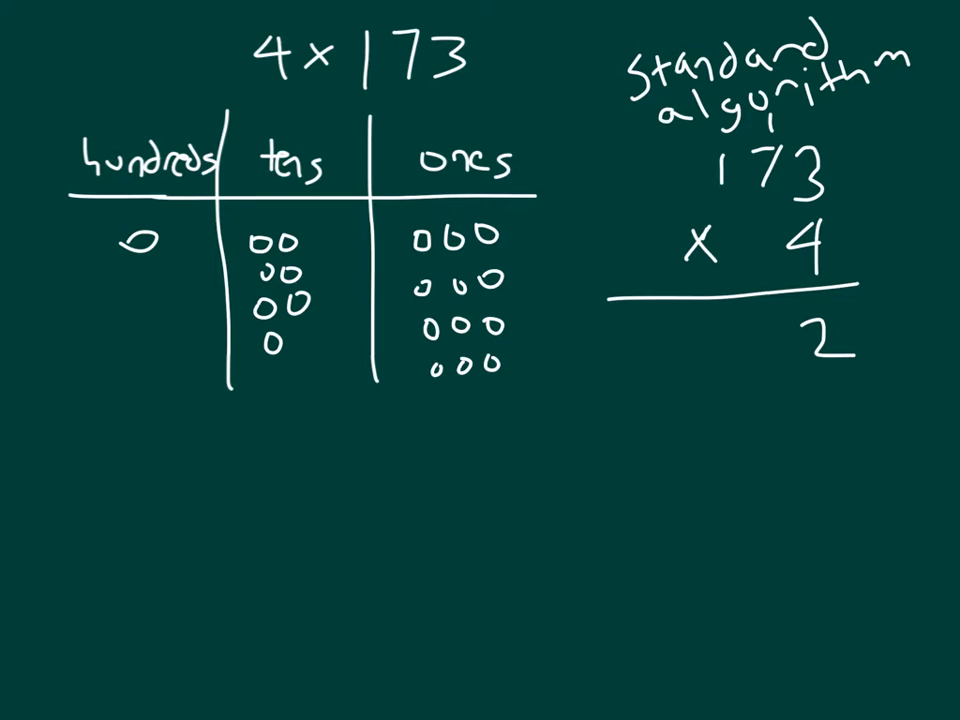 4 x 173
standard
algorithm
hundreds tens ones
1
173
x 4
2